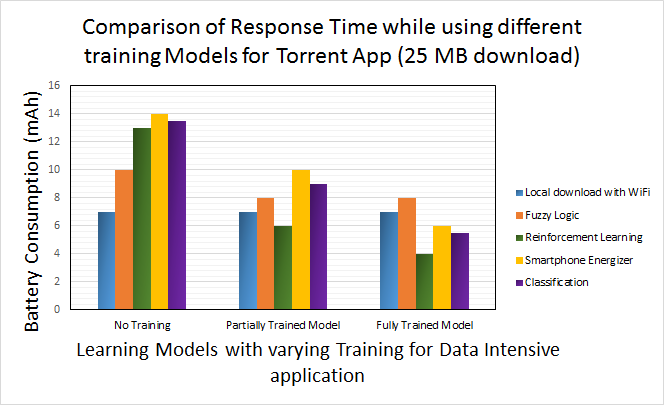 Comparison of Response Time while using different
training Models for Torrent App (25 MB download)
Battery Consumption (mAh)
16
14
12
10
8
6
4
2
0
No Training
Partially Trained Model
Fully Trained Model
Learning Models with varying Training for Data Intensive
application
Local download with WiFi
Fuzzy Logic
Reinforcement Learning
Smartphone Energizer
Classification